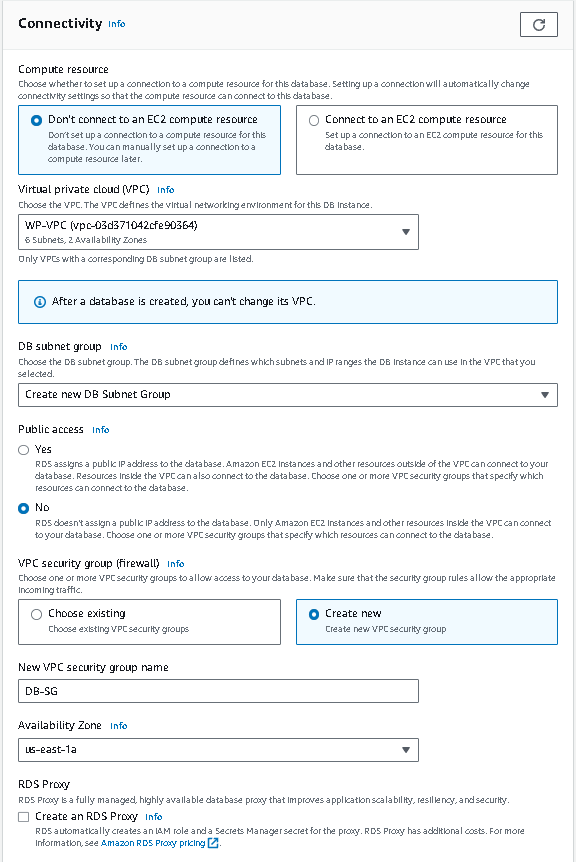 Connectivity Info
Compute resource
Choose whether to set up a connection to a compute resource for this database. Setting up a connection will automatically change
connectivity settings so that the compute resource can connect to this database.
Don't connect to an EC2 compute resource
Don't set up a connection to a compute resource for this
database. You can manually set up a connection to a
compute resource later.
Connect to an EC2 compute resource
Set up a connection to an EC2 compute resource for this
database.
Virtual private cloud (VPC) Info
Choose the VPC. The VPC defines the virtual networking environment for this DB instance.
WP-VPC (vpc-03d371042cfe90364)
6 Subnets, 2 Availability Zones
Only VPCs with a corresponding DB subnet group are listed.
After a database is created, you can't change its VPC.
DB subnet group Info
Choose the DB subnet group. The DB subnet group defines which subnets and IP ranges the DB instance can use in the VPC that you
selected.
Create new DB Subnet Group
Public access Info
Yes
RDS assigns a public IP address to the database. Amazon EC2 instances and other resources outside of the VPC can connect to your
database. Resources inside the VPC can also connect to the database. Choose one or more VPC security groups that specify which
resources can connect to the database.
No
RDS doesn't assign a public IP address to the database. Only Amazon EC2 instances and other resources inside the VPC can connect
to your database. Choose one or more VPC security groups that specify which resources can connect to the database.
VPC security group (firewall) Info
Choose one or more VPC security groups to allow access to your database. Make sure that the security group rules allow the appropriate
incoming traffic.
Choose existing
Choose existing VPC security groups
Create new
Create new VPC security group
New VPC security group name
DB-SG
Availability Zone Info
us-east-1a
RDS Proxy
RDS Proxy is a fully managed, highly available database proxy that improves application scalability, resiliency, and security.
Create an RDS Proxy Info
RDS automatically creates an IAM role and a Secrets Manager secret for the proxy. RDS Proxy has additional costs. For more
information, see Amazon RDS Proxy pricing.